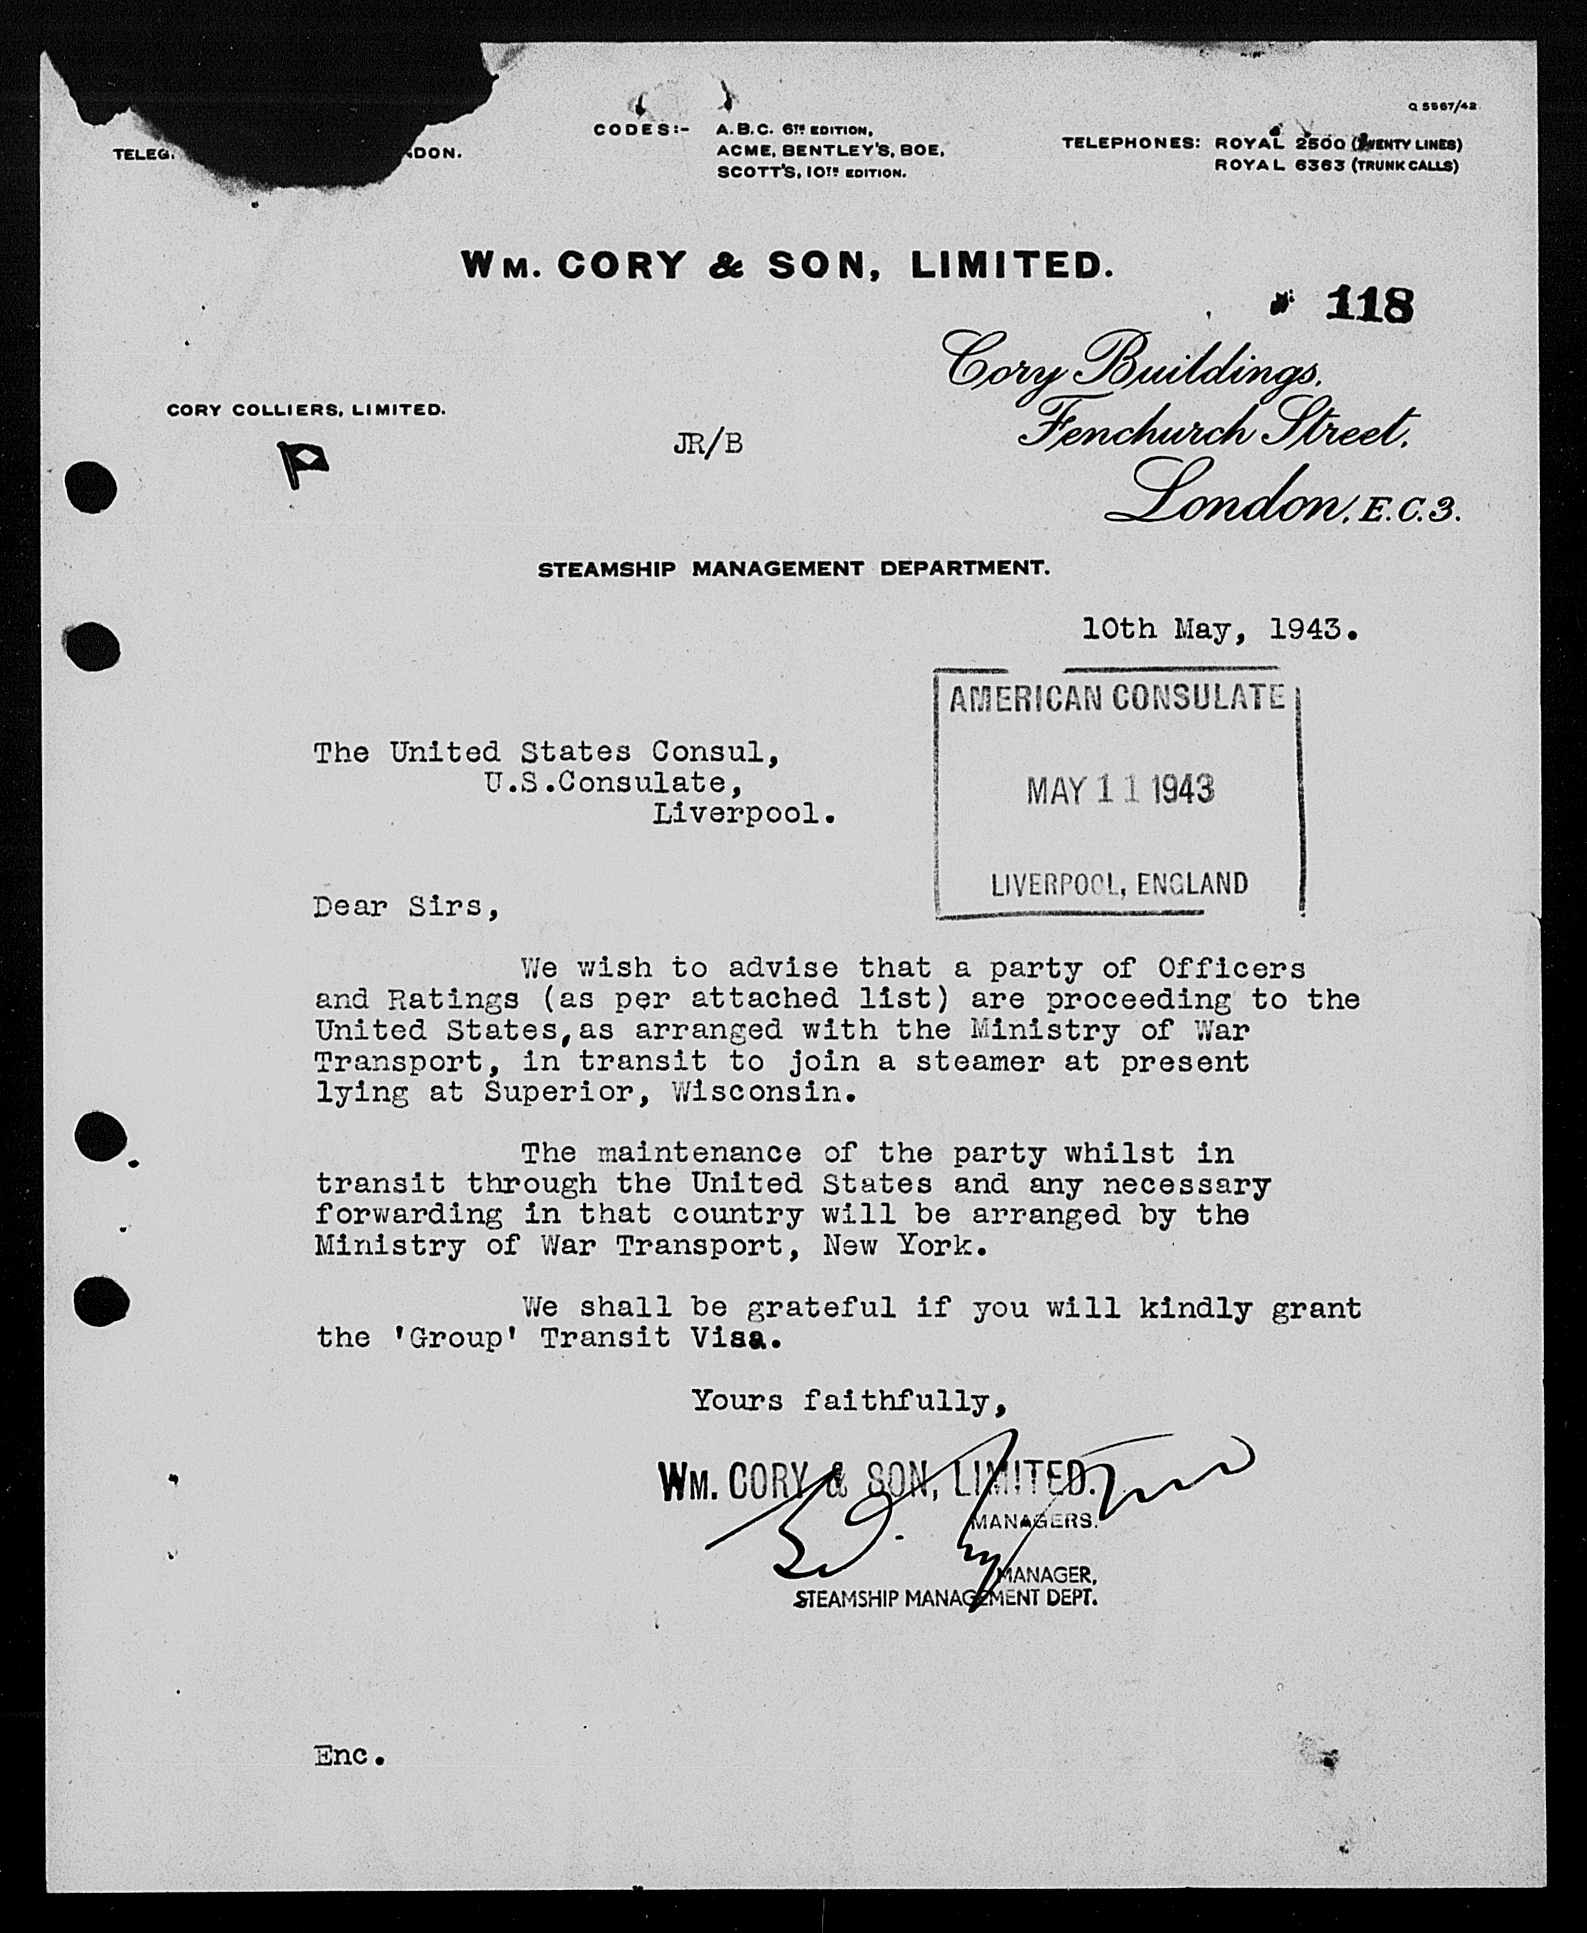 Q 5567/42
CODES:- A.B.C. 6TH EDITION,
ACME, BENTLEY'S, BOE,
SCOTT'S, 10TH EDITION.
TELEPHONES: ROYAL 2500 (TWENTY LINES)
ROYAL 6363 (TRUNK CALLS)
TELEG. DON.
WM. CORY & SON, LIMITED.
118
Cory Buildings,
Fenchurch Street,
London, E.C.3.
CORY COLLIERS, LIMITED.
JR/B
STEAMSHIP MANAGEMENT DEPARTMENT.
10th May, 1943.
AMERICAN CONSULATE
MAY 11 1943
LIVERPOOL, ENGLAND
The United States Consul,
U.S.Consulate,
Liverpool.
Dear Sirs,
We wish to advise that a party of Officers
and Ratings (as per attached list) are proceeding to the
United States,as arranged with the Ministry of War
Transport, in transit to join a steamer at present
lying at Superior, Wisconsin.
The maintenance of the party whilst in
transit through the United States and any necessary
forwarding in that country will be arranged by the
Ministry of War Transport, New York.
We shall be grateful if you will kindly grant
the 'Group' Transit Visa.
Yours faithfully,
WM. CORY & SON, LIMITED.
MANAGERS.
MANAGER,
STEAMSHIP MANAGEMENT DEPT.
Enc.